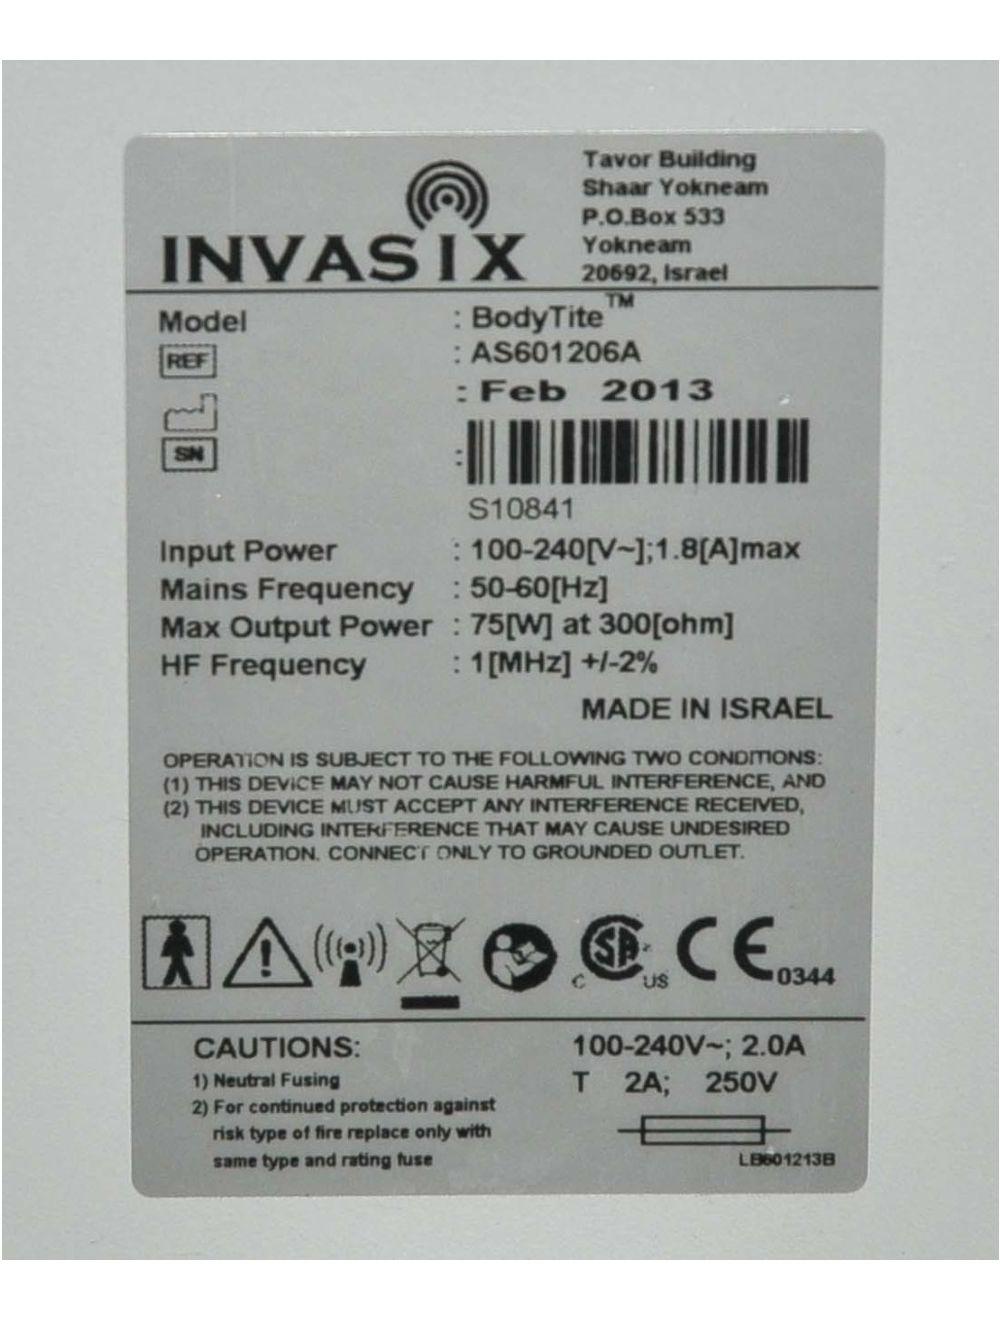 INVASIX
Tavor Building
Shaar Yokneam
P.O.Box 533
Yokneam
20692, Israel
Model : BodyTite™
REF : AS601206A
: Feb 2013
SN :
S10841
Input Power : 100-240[V~];1.8[A]max
Mains Frequency : 50-60[Hz]
Max Output Power : 75[W] at 300[ohm]
HF Frequency : 1[MHz] +/-2%
MADE IN ISRAEL
OPERATION IS SUBJECT TO THE FOLLOWING TWO CONDITIONS:
(1) THIS DEVICE MAY NOT CAUSE HARMFUL INTERFERENCE, AND
(2) THIS DEVICE MUST ACCEPT ANY INTERFERENCE RECEIVED,
INCLUDING INTERFERENCE THAT MAY CAUSE UNDESIRED
OPERATION. CONNECT ONLY TO GROUNDED OUTLET.
C SA US CE 0344
CAUTIONS:
1) Neutral Fusing
2) For continued protection against
risk type of fire replace only with
same type and rating fuse
100-240V~; 2.0A
T 2A; 250V
LB601213B